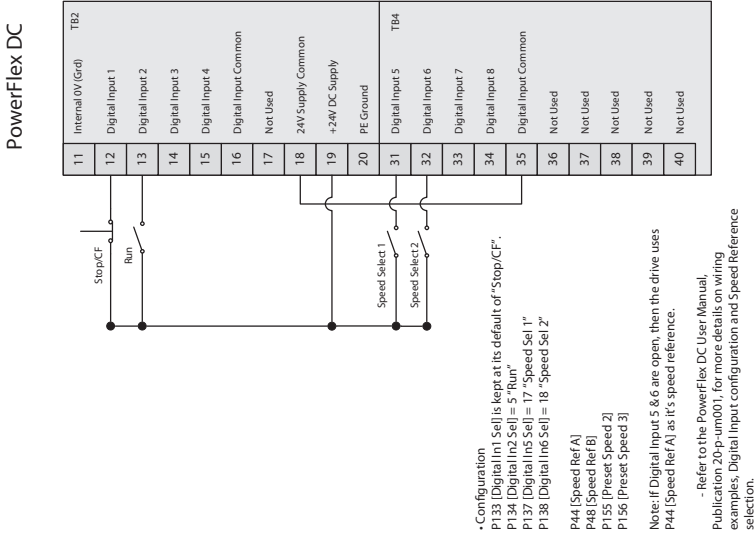 PowerFlex DC
TB2
11 Internal 0V (Grd)
12 Digital Input 1
13 Digital Input 2
14 Digital Input 3
15 Digital Input 4
16 Digital Input Common
17 Not Used
18 24V Supply Common
19 +24V DC Supply
20 PE Ground
TB4
31 Digital Input 5
32 Digital Input 6
33 Digital Input 7
34 Digital Input 8
35 Digital Input Common
36 Not Used
37 Not Used
38 Not Used
39 Not Used
40 Not Used
Stop/CF
Run
Speed Select 1
Speed Select 2
• Configuration
P133 [Digital In1 Sel] is kept at its default of "Stop/CF".
P134 [Digital In2 Sel] = 5 "Run"
P137 [Digital In5 Sel] = 17 "Speed Sel 1"
P138 [Digital In6 Sel] = 18 "Speed Sel 2"
P44 [Speed Ref A]
P48 [Speed Ref B]
P155 [Preset Speed 2]
P156 [Preset Speed 3]
Note: If Digital Input 5 & 6 are open, then the drive uses
P44 [Speed Ref A] as it's speed reference.
- Refer to the PowerFlex DC User Manual,
Publication 20-p-um001, for more details on wiring
examples, Digital Input configuration and Speed Reference
selection.